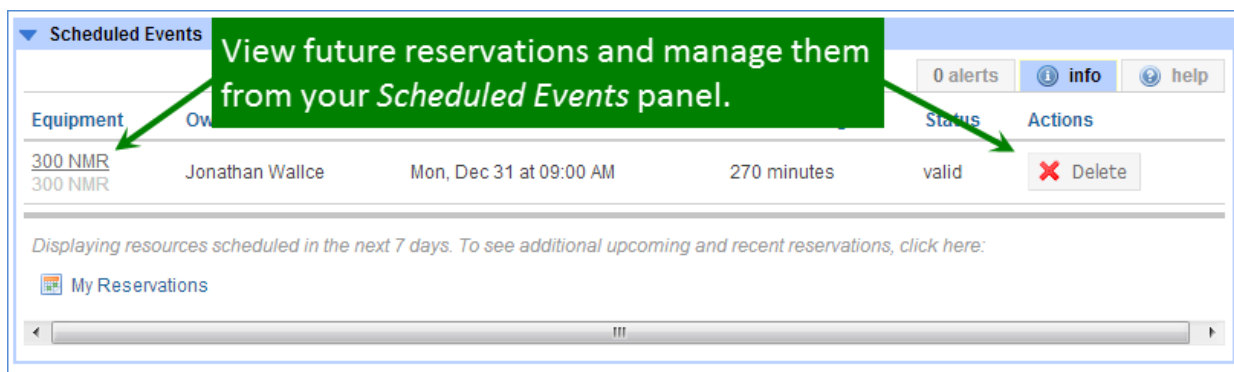 Scheduled Events
View future reservations and manage them
from your Scheduled Events panel.
0 alerts info help
Equipment Status Actions
300 NMR Jonathan Wallce Mon, Dec 31 at 09:00 AM 270 minutes valid Delete
300 NMR
Displaying resources scheduled in the next 7 days. To see additional upcoming and recent reservations, click here:
My Reservations